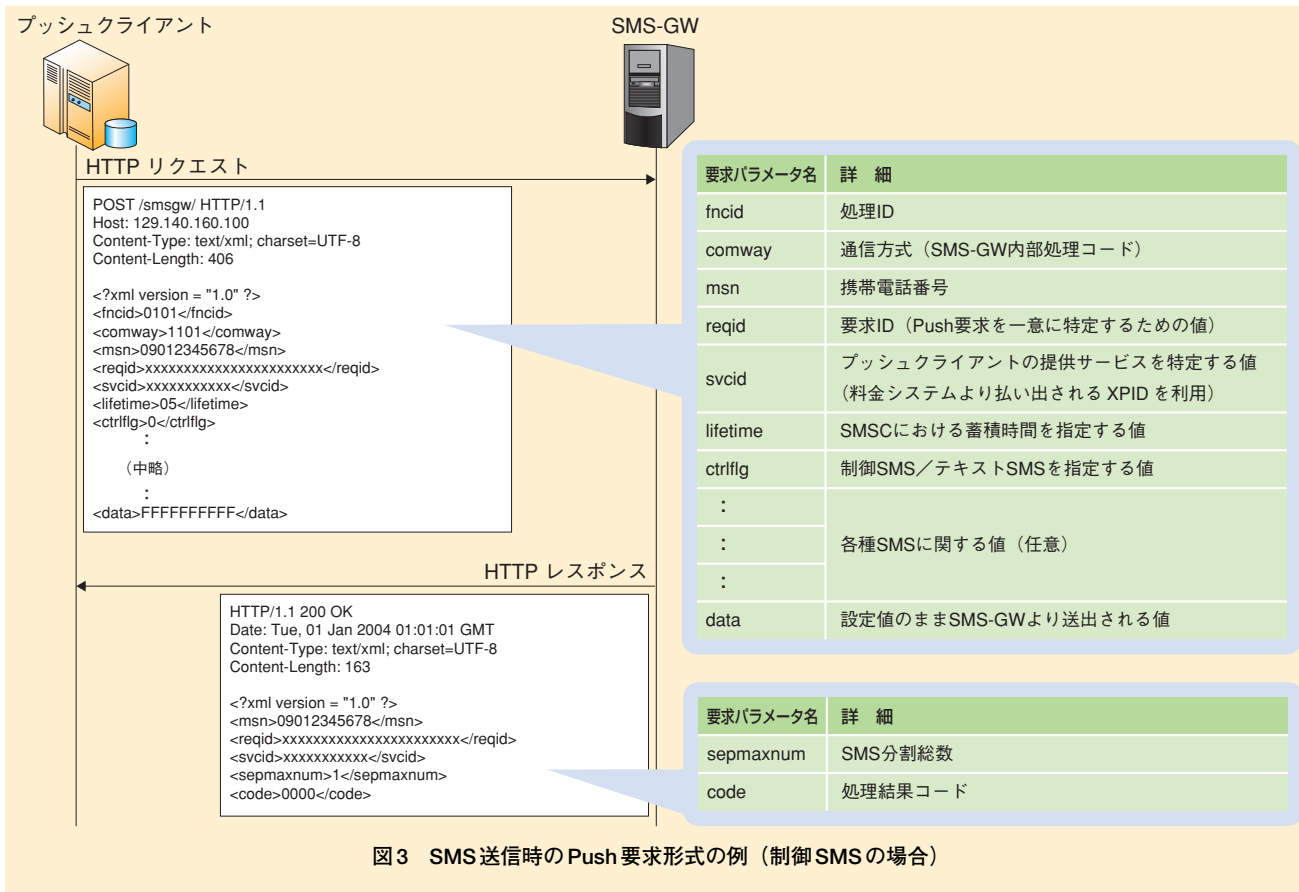 プッシュクライアント
SMS-GW
HTTP リクエスト
POST /smsgw/ HTTP/1.1
Host: 129.140.160.100
Content-Type: text/xml; charset=UTF-8
Content-Length: 406
<?xml version = "1.0" ?>
<fncid>0101</fncid>
<comway>1101</comway>
<msn>09012345678</msn>
<reqid>xxxxxxxxxxxxxxxxxxxxxxx</reqid>
<svcid>xxxxxxxxxxx</svcid>
<lifetime>05</lifetime>
<ctrlflg>0</ctrlflg>
：
（中略）
：
<data>FFFFFFFFFF</data>
要求パラメータ名 詳 細
fncid 処理ID
comway 通信方式（SMS-GW内部処理コード）
msn 携帯電話番号
reqid 要求ID（Push要求を一意に特定するための値）
svcid プッシュクライアントの提供サービスを特定する値
（料金システムより払い出される XPID を利用）
lifetime SMSCにおける蓄積時間を指定する値
ctrlflg 制御SMS／テキストSMSを指定する値
：
： 各種SMSに関する値（任意）
：
data 設定値のままSMS-GWより送出される値
HTTP レスポンス
HTTP/1.1 200 OK
Date: Tue, 01 Jan 2004 01:01:01 GMT
Content-Type: text/xml; charset=UTF-8
Content-Length: 163
<?xml version = "1.0" ?>
<msn>09012345678</msn>
<reqid>xxxxxxxxxxxxxxxxxxxxxxx</reqid>
<svcid>xxxxxxxxxxx</svcid>
<sepmaxnum>1</sepmaxnum>
<code>0000</code>
要求パラメータ名 詳 細
sepmaxnum SMS分割総数
code 処理結果コード
図3 SMS送信時のPush要求形式の例（制御SMSの場合）